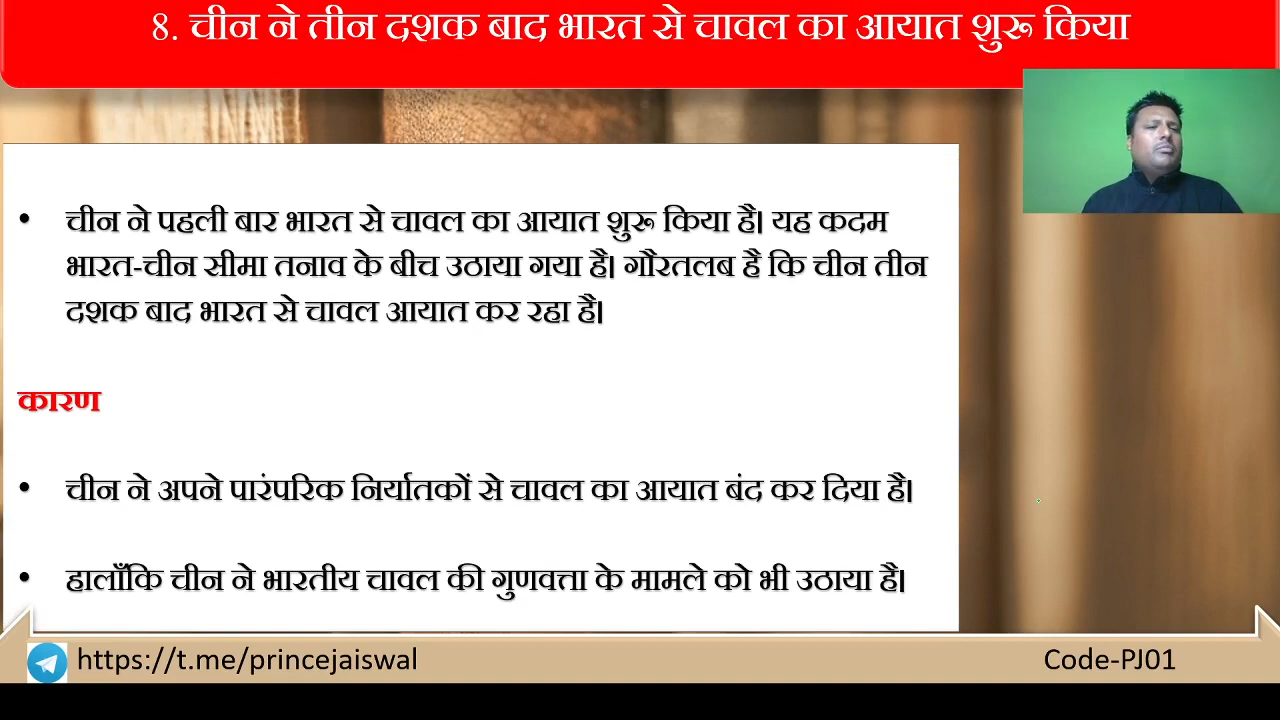 8. चीन ने तीन दशक बाद भारत से चावल का आयात शुरू किया
• चीन ने पहली बार भारत से चावल का आयात शुरू किया है। यह कदम
भारत-चीन सीमा तनाव के बीच उठाया गया है। गौरतलब है कि चीन तीन
दशक बाद भारत से चावल आयात कर रहा है।
कारण
• चीन ने अपने पारंपरिक निर्यातकों से चावल का आयात बंद कर दिया है।
• हालाँकि चीन ने भारतीय चावल की गुणवत्ता के मामले को भी उठाया है।
https://t.me/princejaiswal
Code-PJ01